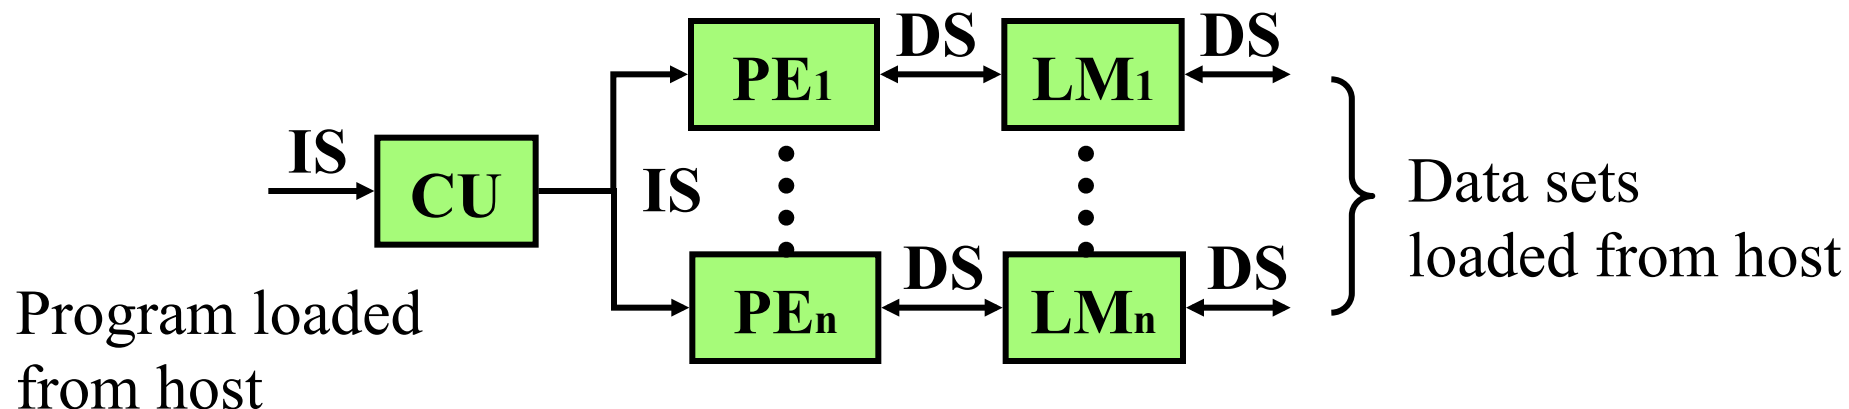 DS DS
PE1 LM1
IS
CU
IS
Data sets
loaded from host
DS DS
PEn LMn
Program loaded
from host